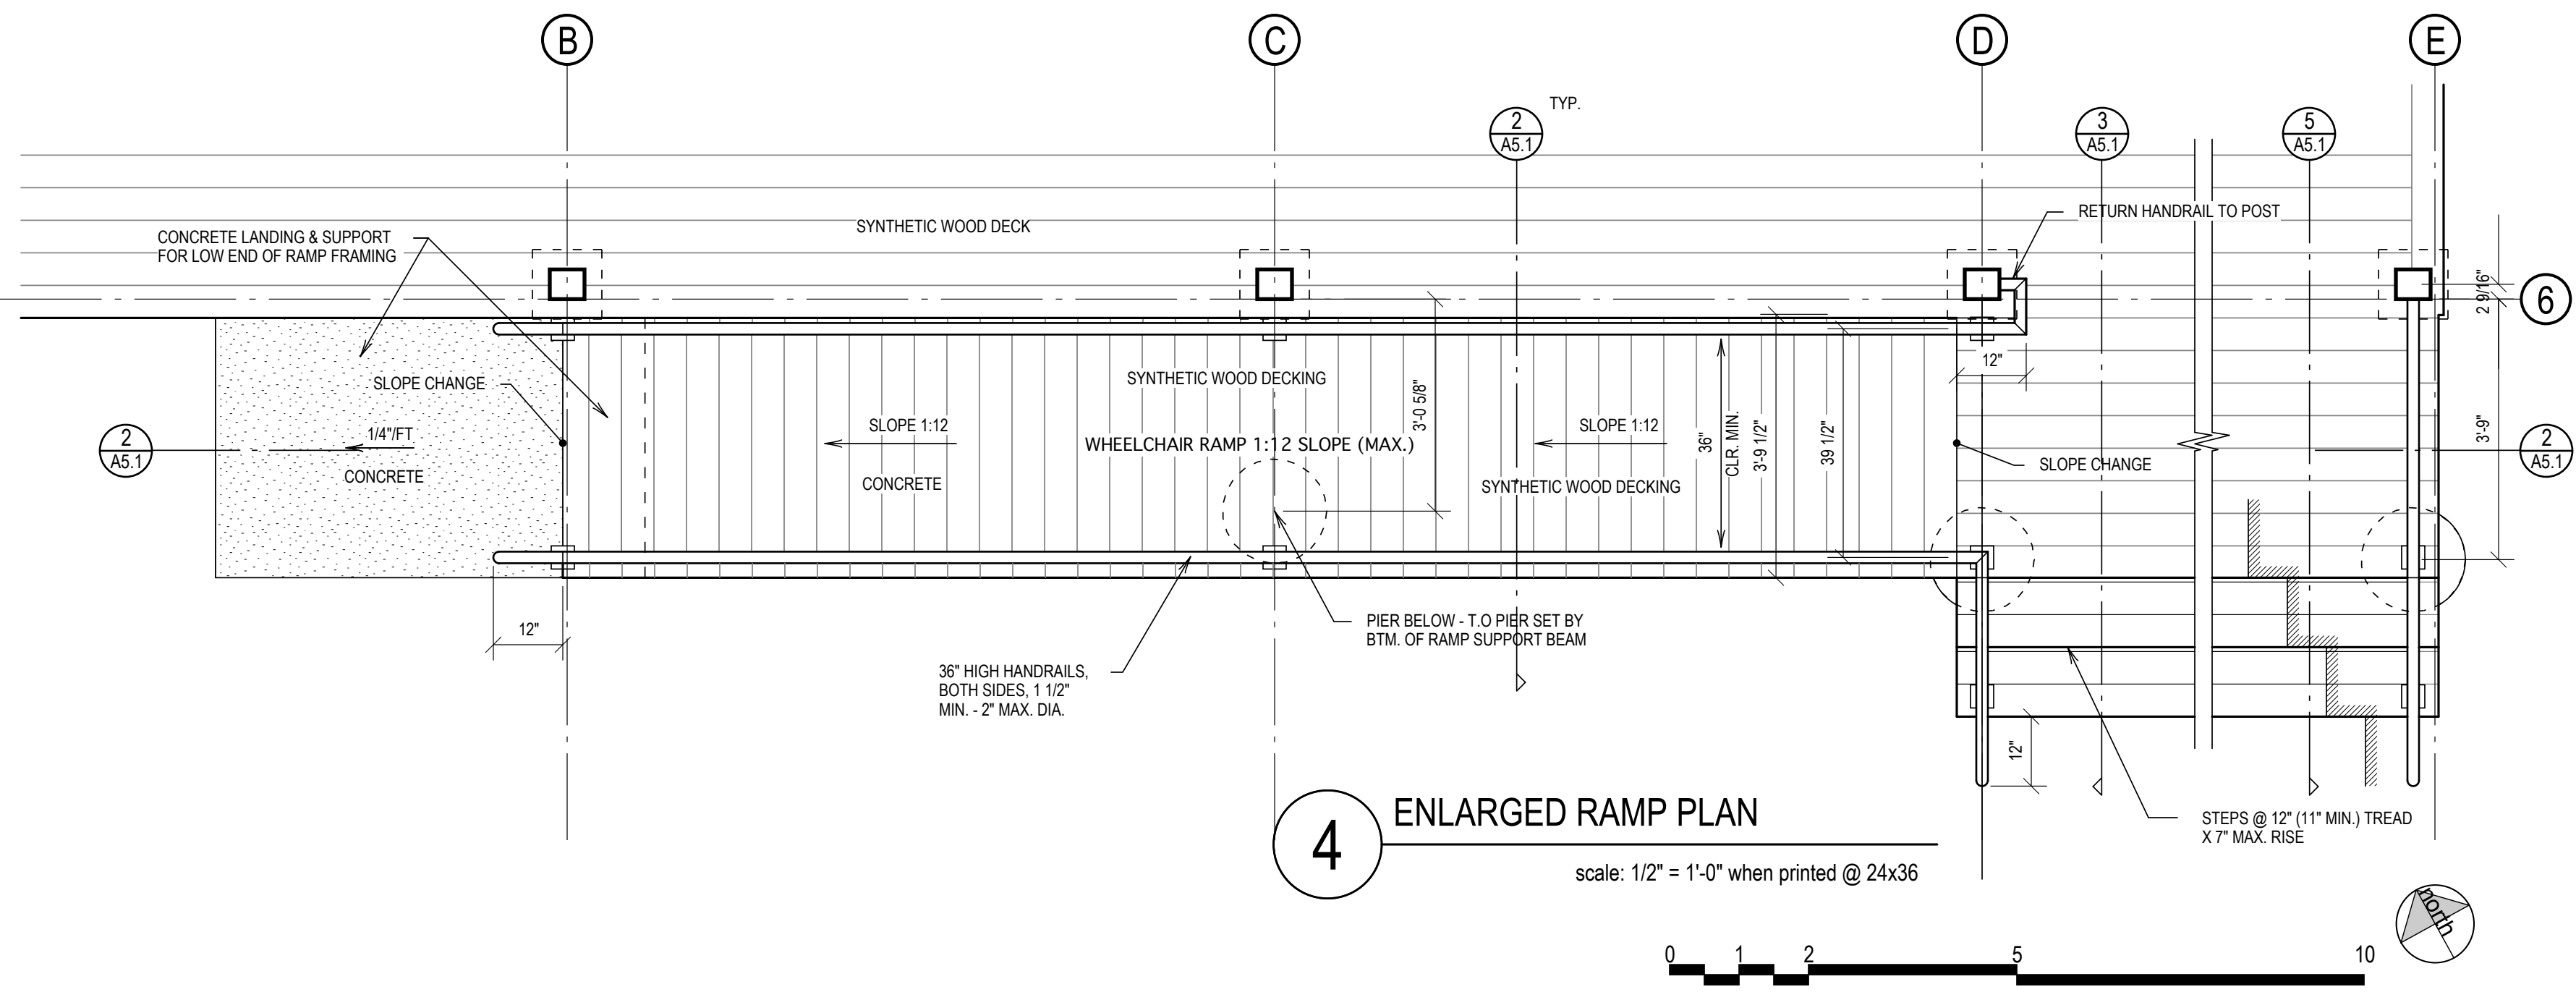 B
C
D
E
TYP.
2
A5.1
3
A5.1
5
A5.1
RETURN HANDRAIL TO POST
SYNTHETIC WOOD DECK
CONCRETE LANDING & SUPPORT
FOR LOW END OF RAMP FRAMING
2 9/16"
6
12"
SLOPE CHANGE
SYNTHETIC WOOD DECKING
3'-0 5/8"
SLOPE 1:12
SLOPE 1:12
36"
CLR. MIN.
3'-9 1/2"
39 1/2"
3'-9"
1/4"/FT
WHEELCHAIR RAMP 1:12 SLOPE (MAX.)
2
A5.1
2
A5.1
SLOPE CHANGE
CONCRETE
CONCRETE
SYNTHETIC WOOD DECKING
12"
PIER BELOW - T.O PIER SET BY
BTM. OF RAMP SUPPORT BEAM
36" HIGH HANDRAILS,
BOTH SIDES, 1 1/2"
MIN. - 2" MAX. DIA.
12"
4
ENLARGED RAMP PLAN
scale: 1/2" = 1'-0" when printed @ 24x36
STEPS @ 12" (11" MIN.) TREAD
X 7" MAX. RISE
north
0 1 2 5 10